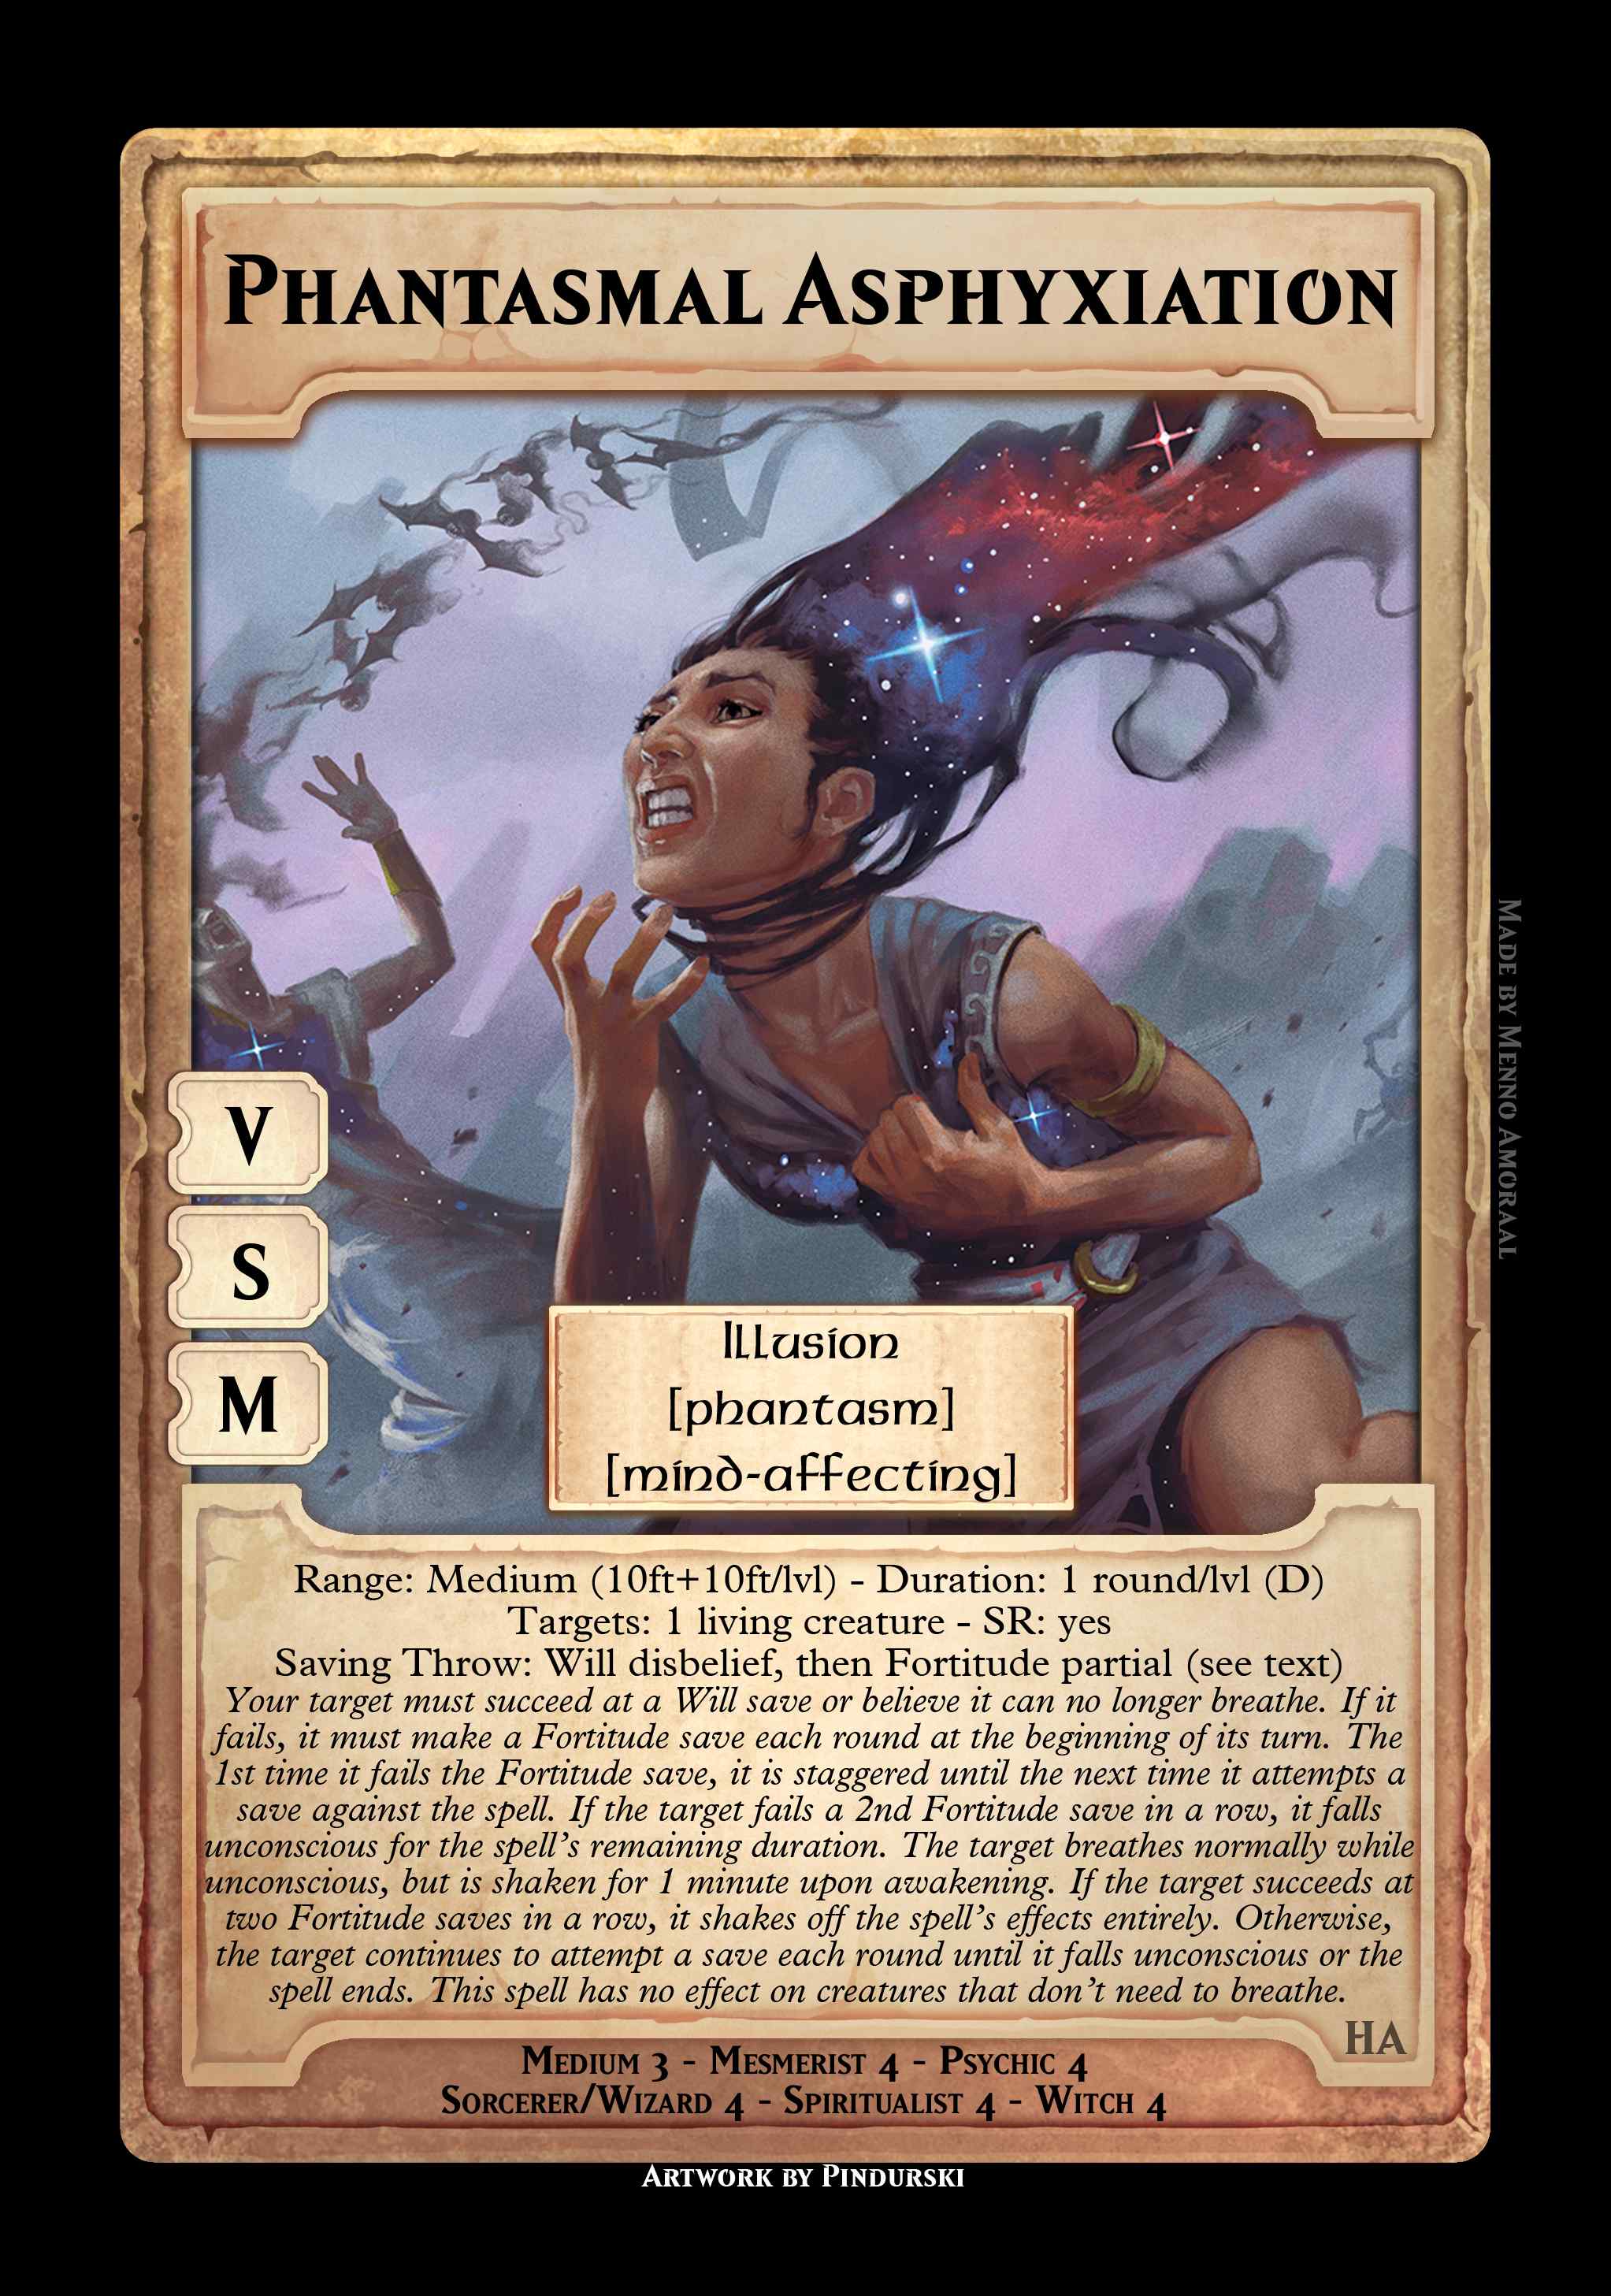 Phantasmal Asphyxiation
V
S
M
Illusion
[phantasm]
[mind-affecting]
Range: Medium (10ft+10ft/lvl) - Duration: 1 round/lvl (D)
Targets: 1 living creature - SR: yes
Saving Throw: Will disbelief, then Fortitude partial (see text)
Your target must succeed at a Will save or believe it can no longer breathe. If it
fails, it must make a Fortitude save each round at the beginning of its turn. The
1st time it fails the Fortitude save, it is staggered until the next time it attempts a
save against the spell. If the target fails a 2nd Fortitude save in a row, it falls
unconscious for the spell's remaining duration. The target breathes normally while
unconscious, but is shaken for 1 minute upon awakening. If the target succeeds at
two Fortitude saves in a row, it shakes off the spell's effects entirely. Otherwise,
the target continues to attempt a save each round until it falls unconscious or the
spell ends. This spell has no effect on creatures that don't need to breathe.
HA
Medium 3 - Mesmerist 4 - Psychic 4
Sorcerer/Wizard 4 - Spiritualist 4 - Witch 4
Artwork by Pindurski
Made by Menno Amoraal